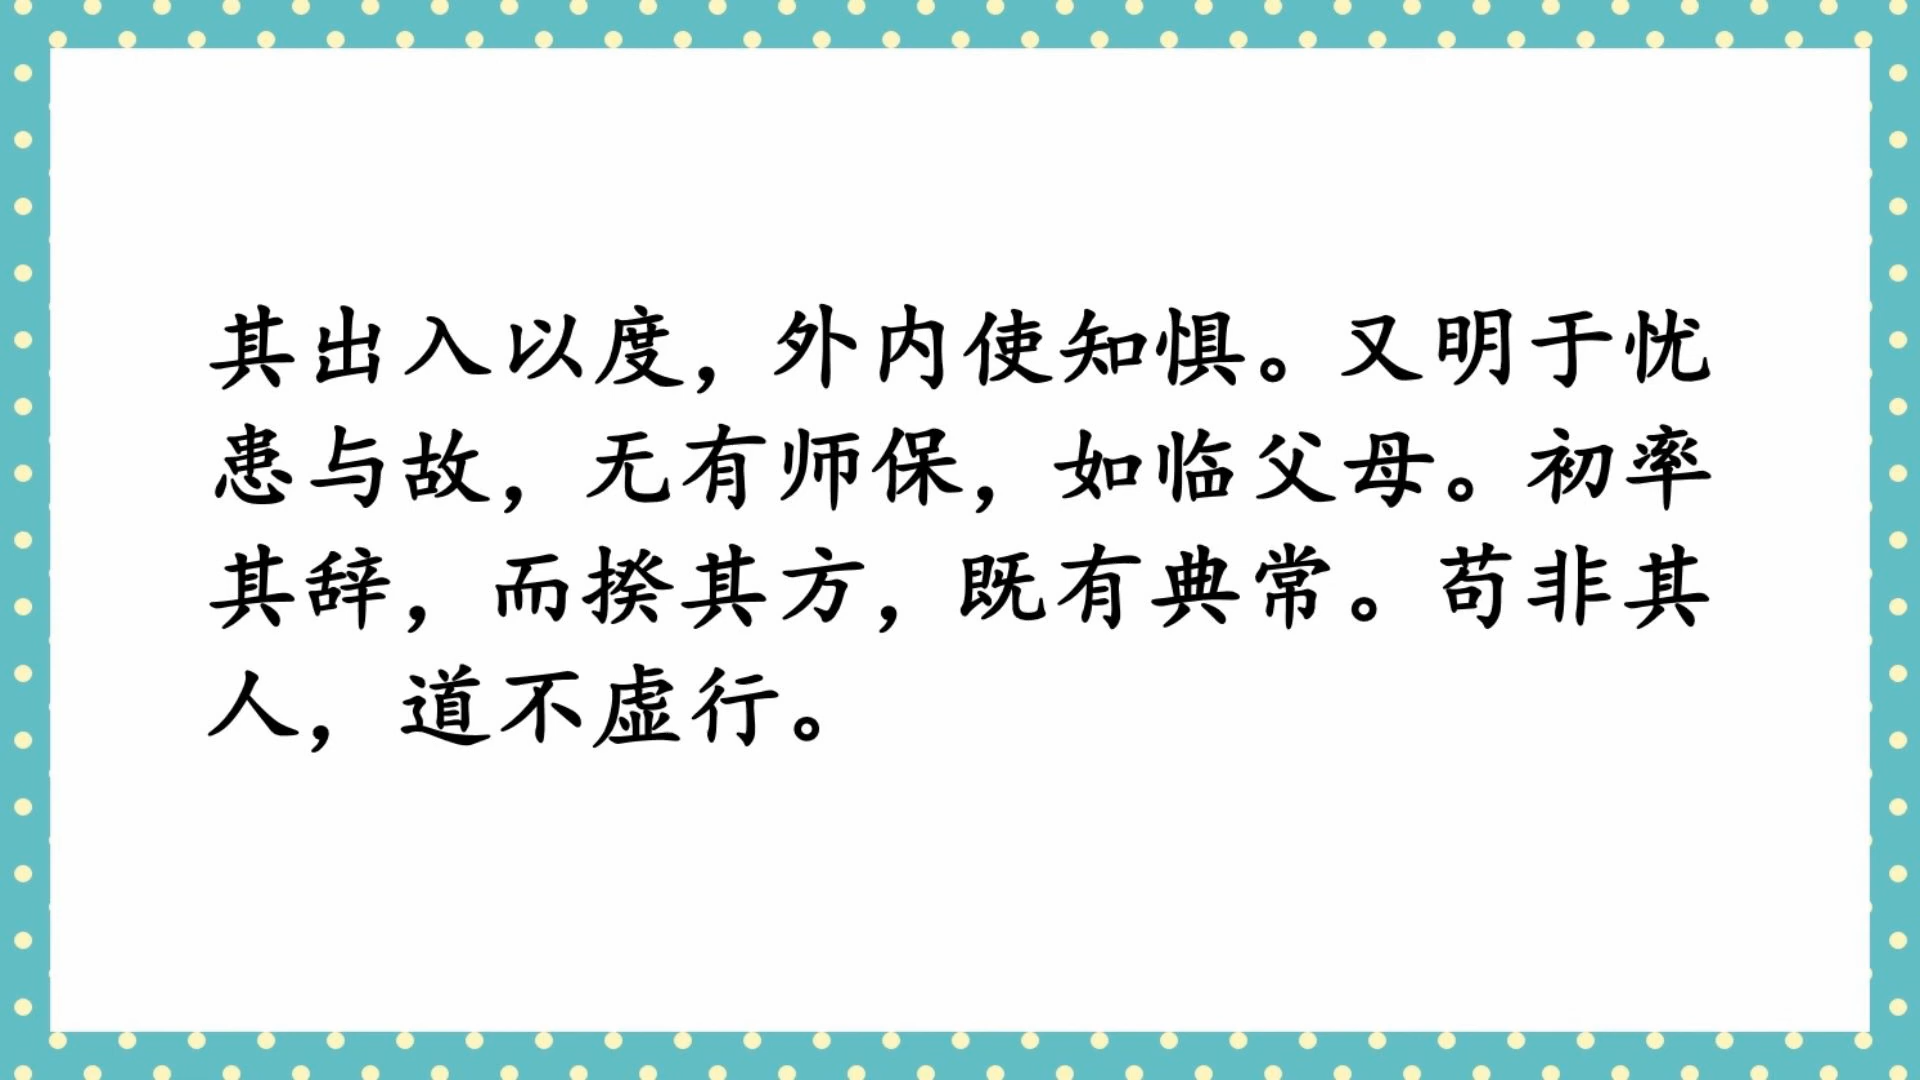 其出入以度，外内使知惧。又明于忧
患与故，无有师保，如临父母。初率
其辞，而揆其方，既有典常。苟非其
人，道不虚行。